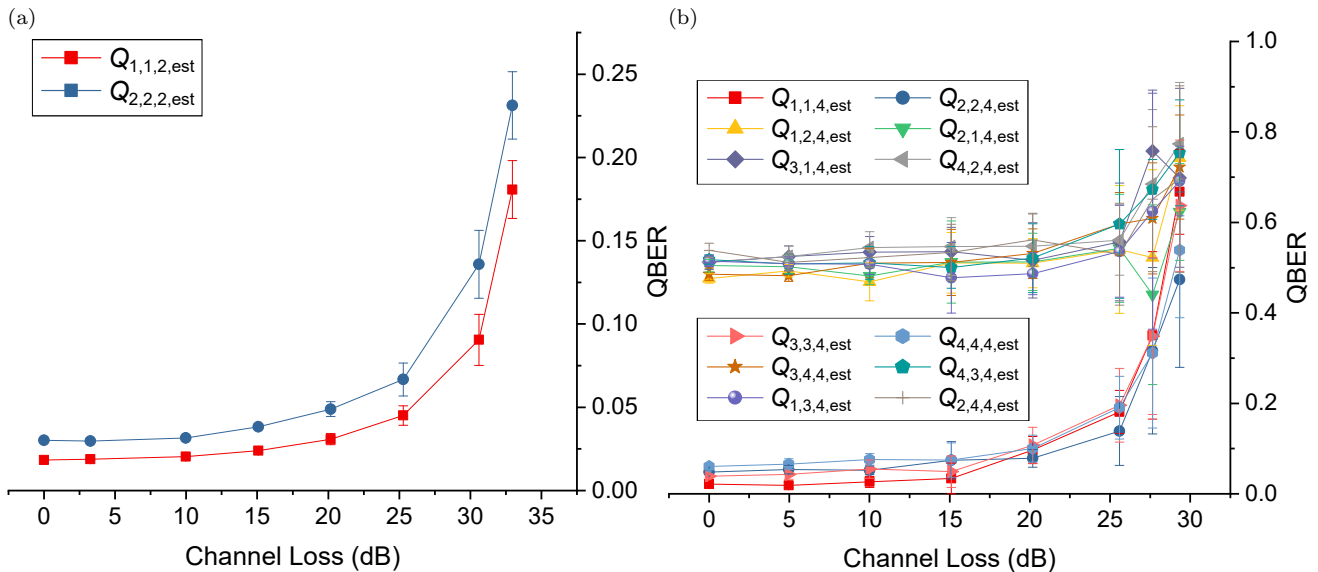 (a)
Q1,1,2,est
Q2,2,2,est
0.25
0.20
0.15
0.10
0.05
0.00
QBER
0 5 10 15 20 25 30 35
Channel Loss (dB)
(b)
Q1,1,4,est Q2,2,4,est
Q1,2,4,est Q2,1,4,est
Q3,1,4,est Q4,2,4,est
Q3,3,4,est Q4,4,4,est
Q3,4,4,est Q4,3,4,est
Q1,3,4,est Q2,4,4,est
1.0
0.8
0.6
0.4
0.2
0.0
QBER
0 5 10 15 20 25 30
Channel Loss (dB)